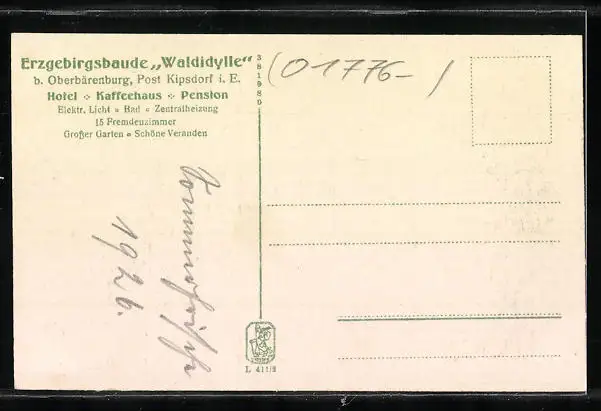 Erzgebirgsbaude „Waldidylle“
b. Oberbärenburg, Post Kipsdorf i. E.
Hotel ⁘ Kaffeehaus ⁘ Pension
Elektr. Licht ∘ Bad ∘ Zentralheizung
15 Fremdenzimmer
Großer Garten ∘ Schöne Veranden
381980
(01776-)
Sommerfrische
1926.
L 411/8